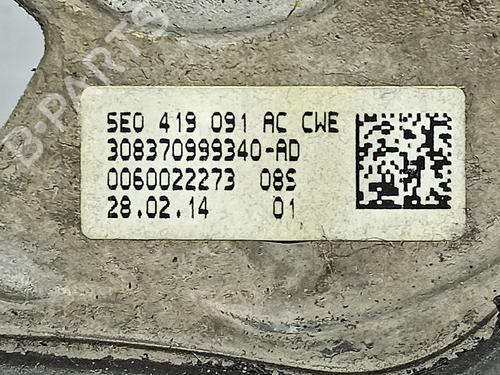 B-PARTS
5E0 419 091 AC CWE
308370999340-AD
0060022273 08S
28.02.14 01